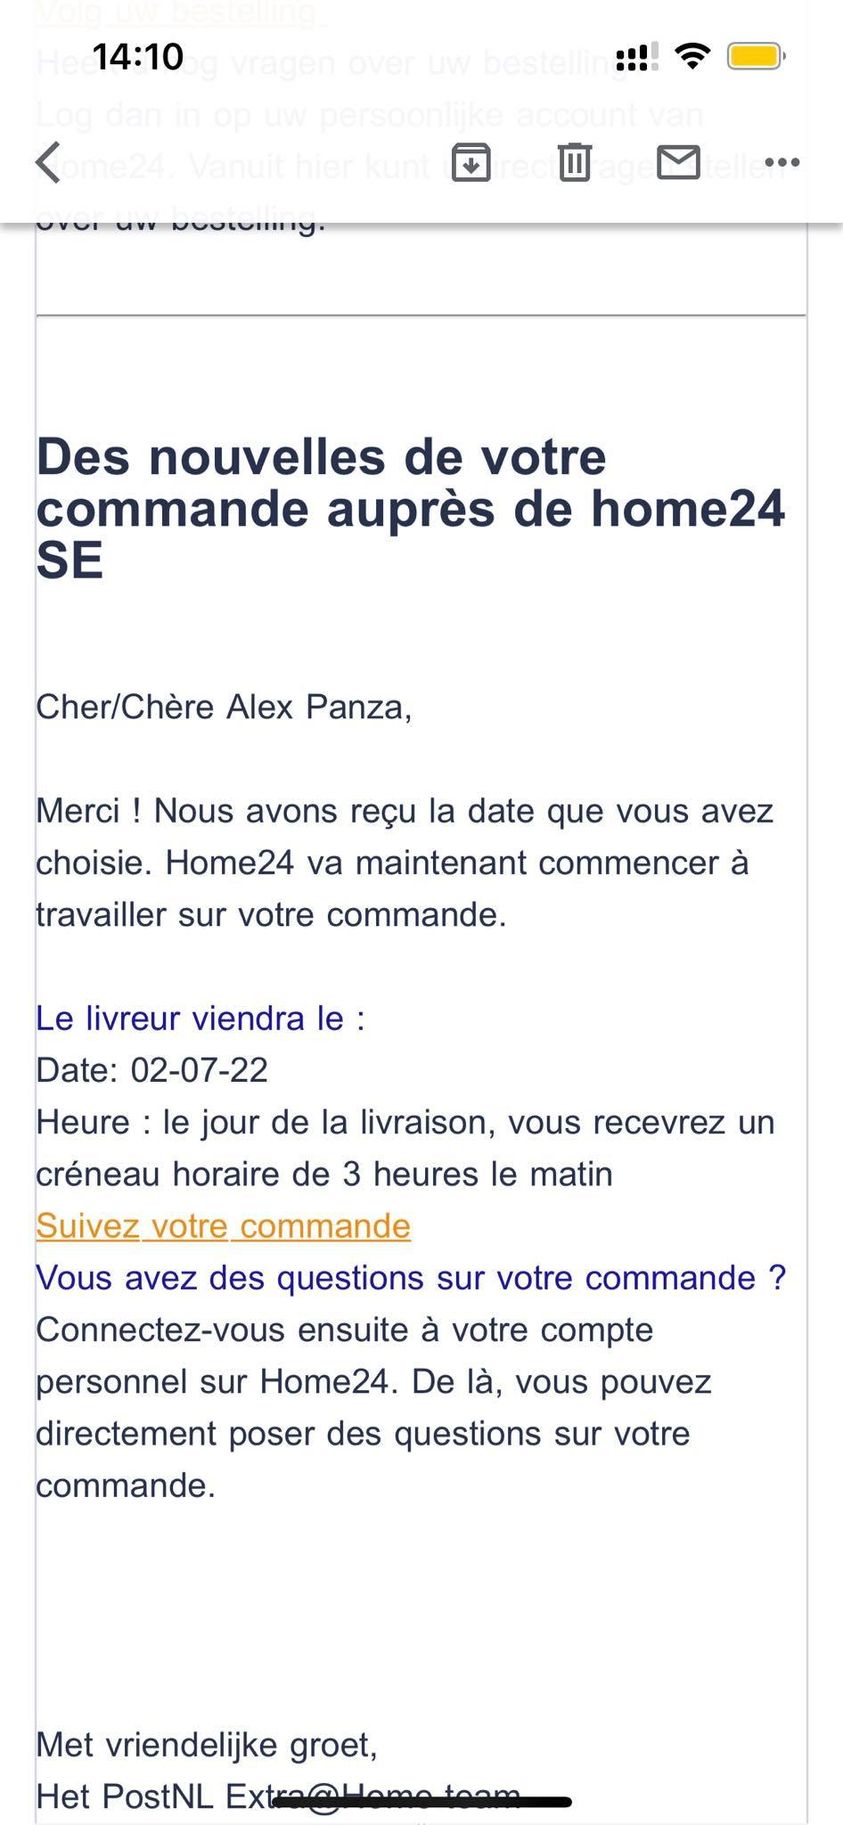 Volg uw bestelling
14:10
Heeft u nog vragen over uw bestelling
Log dan in op uw persoonlijke account van
Home24. Vanuit hier kunt u direct vragen stellen
over uw bestelling.
Des nouvelles de votre
commande auprès de home24
SE
Cher/Chère Alex Panza,
Merci ! Nous avons reçu la date que vous avez
choisie. Home24 va maintenant commencer à
travailler sur votre commande.
Le livreur viendra le :
Date: 02-07-22
Heure : le jour de la livraison, vous recevrez un
créneau horaire de 3 heures le matin
Suivez votre commande
Vous avez des questions sur votre commande ?
Connectez-vous ensuite à votre compte
personnel sur Home24. De là, vous pouvez
directement poser des questions sur votre
commande.
Met vriendelijke groet,
Het PostNL Extra@Home team